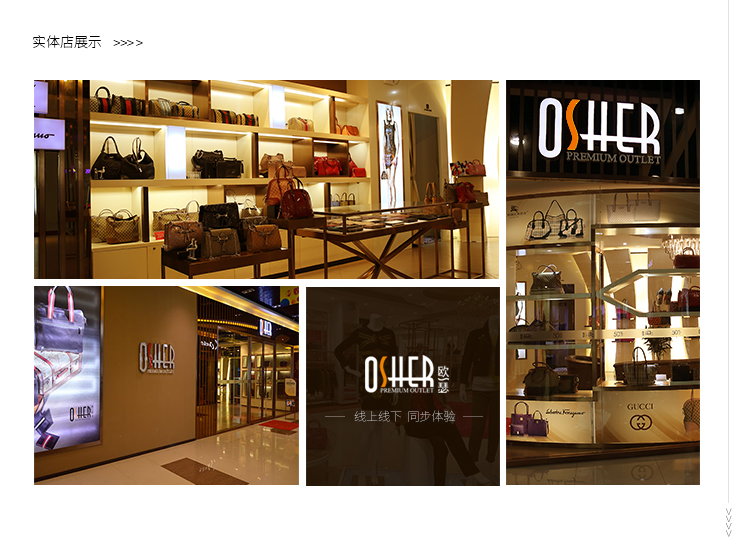 实体店展示 >>>>
OSHER
PREMIUM OUTLET
OSHER
PREMIUM OUTLET
OSHER
OSHER
OSHER 欧瑟
PREMIUM OUTLET
线上线下 同步体验
Salvatore Ferragamo
GUCCI
>>>>